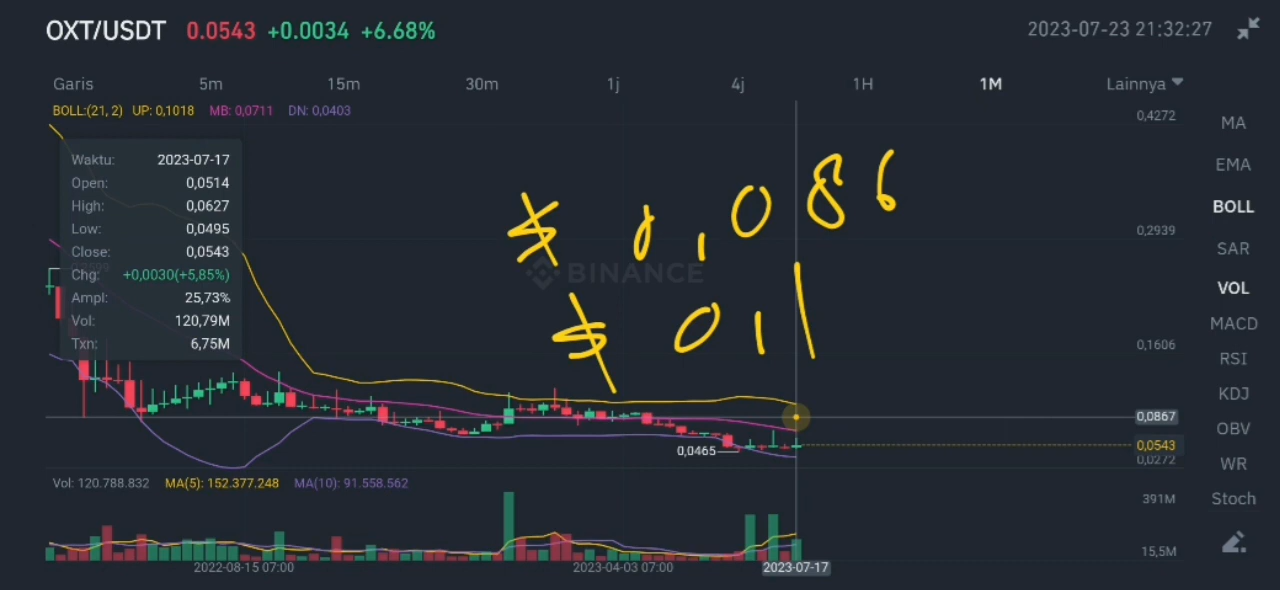 OXT/USDT 0.0543 +0.0034 +6.68% 2023-07-23 21:32:27
Garis 5m 15m 30m 1j 4j 1H 1M Lainnya
BOLL:(21, 2) UP: 0,1018 MB: 0,0711 DN: 0,0403
0,4272
MA
Waktu: 2023-07-17
Open: 0,0514
High: 0,0627
Low: 0,0495
Close: 0,0543
Chg: +0,0030(+5,85%)
Ampl: 25,73%
Vol: 120,79M
Txn: 6,75M
$ 0,086
BINANCE
$ 0,1
EMA
BOLL
0,2939
SAR
VOL
MACD
0,1606
RSI
KDJ
0,0867
OBV
0,0543
0,0465
0,0272
WR
Vol: 120.788.832 MA(5): 152.377.248 MA(10): 91.558.562
391M
Stoch
15,5M
2022-08-15 07:00 2023-04-03 07:00 2023-07-17